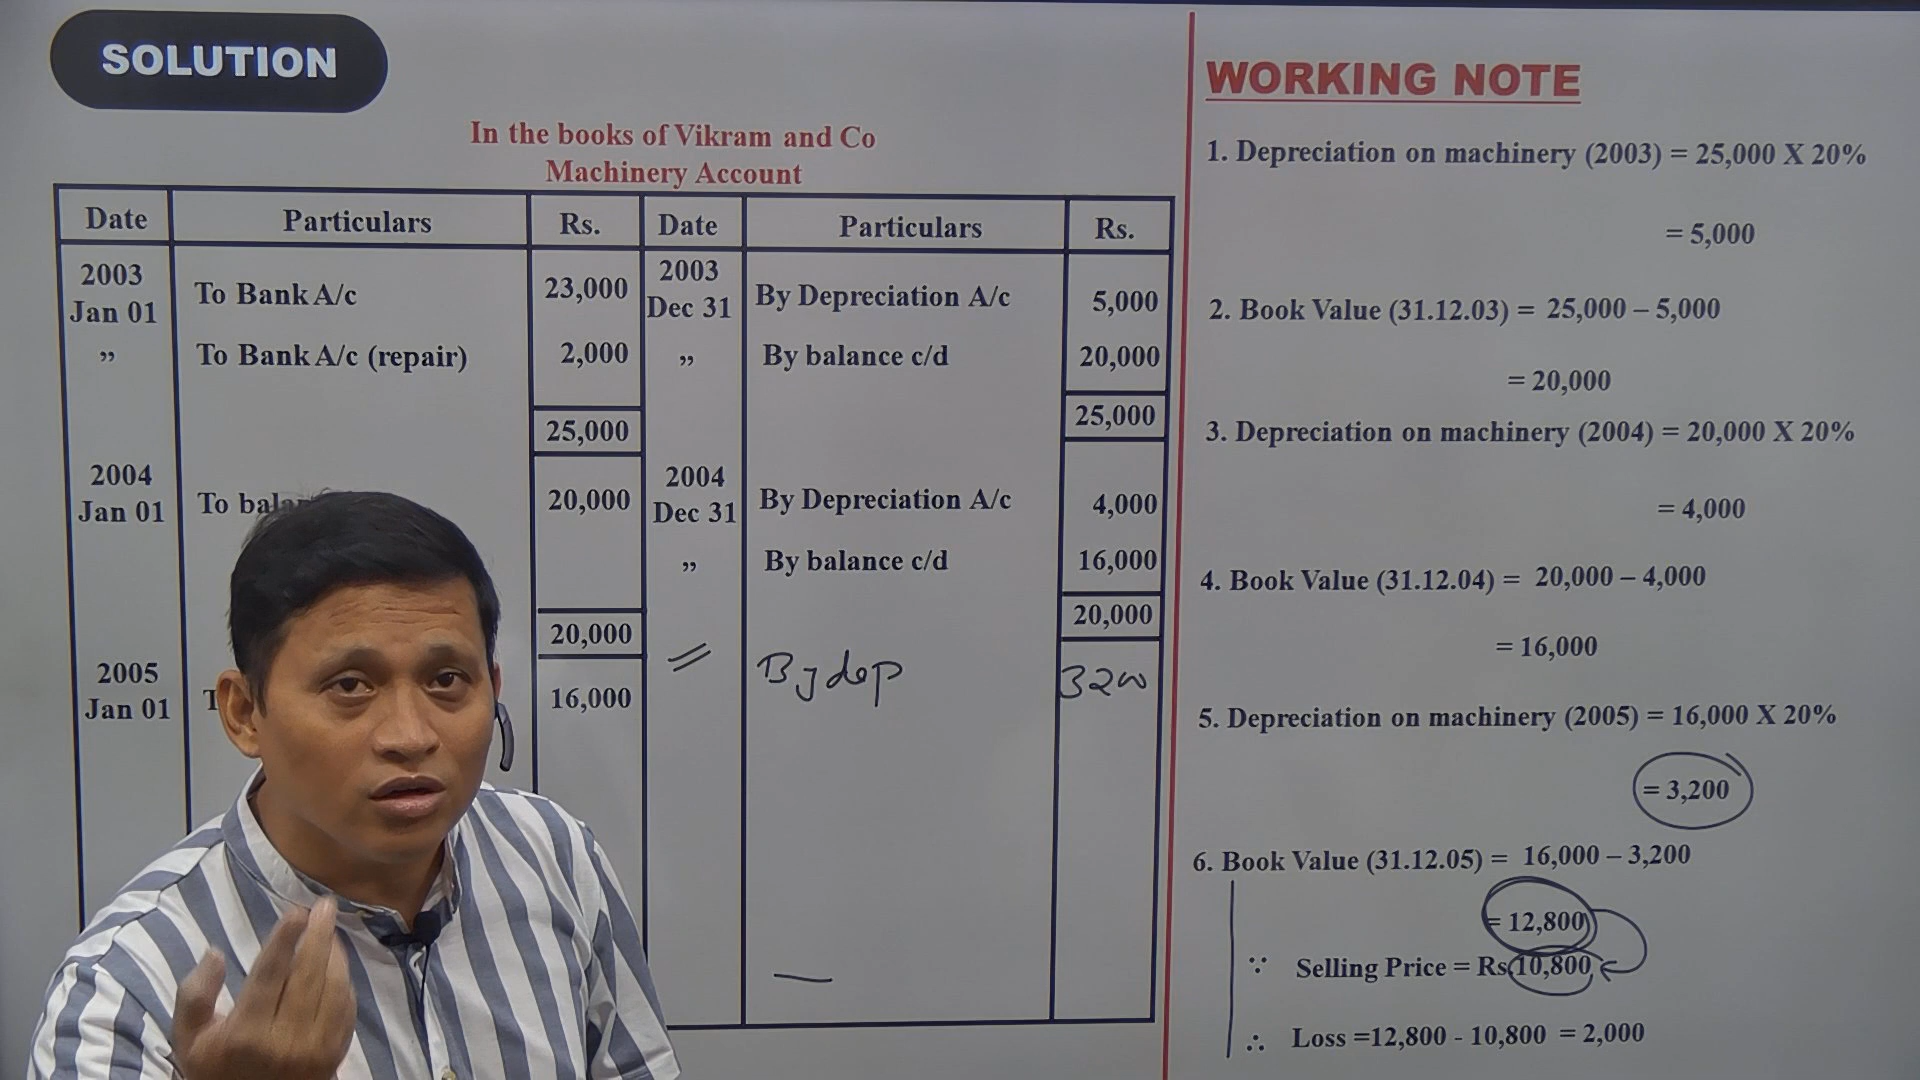 SOLUTION
In the books of Vikram and Co
Machinery Account
Date Particulars Rs. Date Particulars Rs.
2003 2003
Jan 01 To Bank A/c 23,000 Dec 31 By Depreciation A/c 5,000
” To Bank A/c (repair) 2,000 ” By balance c/d 20,000
25,000 25,000
2004 2004
Jan 01 To 20,000 Dec 31 By Depreciation A/c 4,000
” By balance c/d 16,000
20,000 20,000
2005 By dep 3200
Jan 01 16,000
WORKING NOTE
1. Depreciation on machinery (2003) = 25,000 X 20%
= 5,000
2. Book Value (31.12.03) = 25,000 – 5,000
= 20,000
3. Depreciation on machinery (2004) = 20,000 X 20%
= 4,000
4. Book Value (31.12.04) = 20,000 – 4,000
= 16,000
5. Depreciation on machinery (2005) = 16,000 X 20%
= 3,200
6. Book Value (31.12.05) = 16,000 – 3,200
= 12,800
∵ Selling Price = Rs 10,800
∴ Loss =12,800 - 10,800 = 2,000